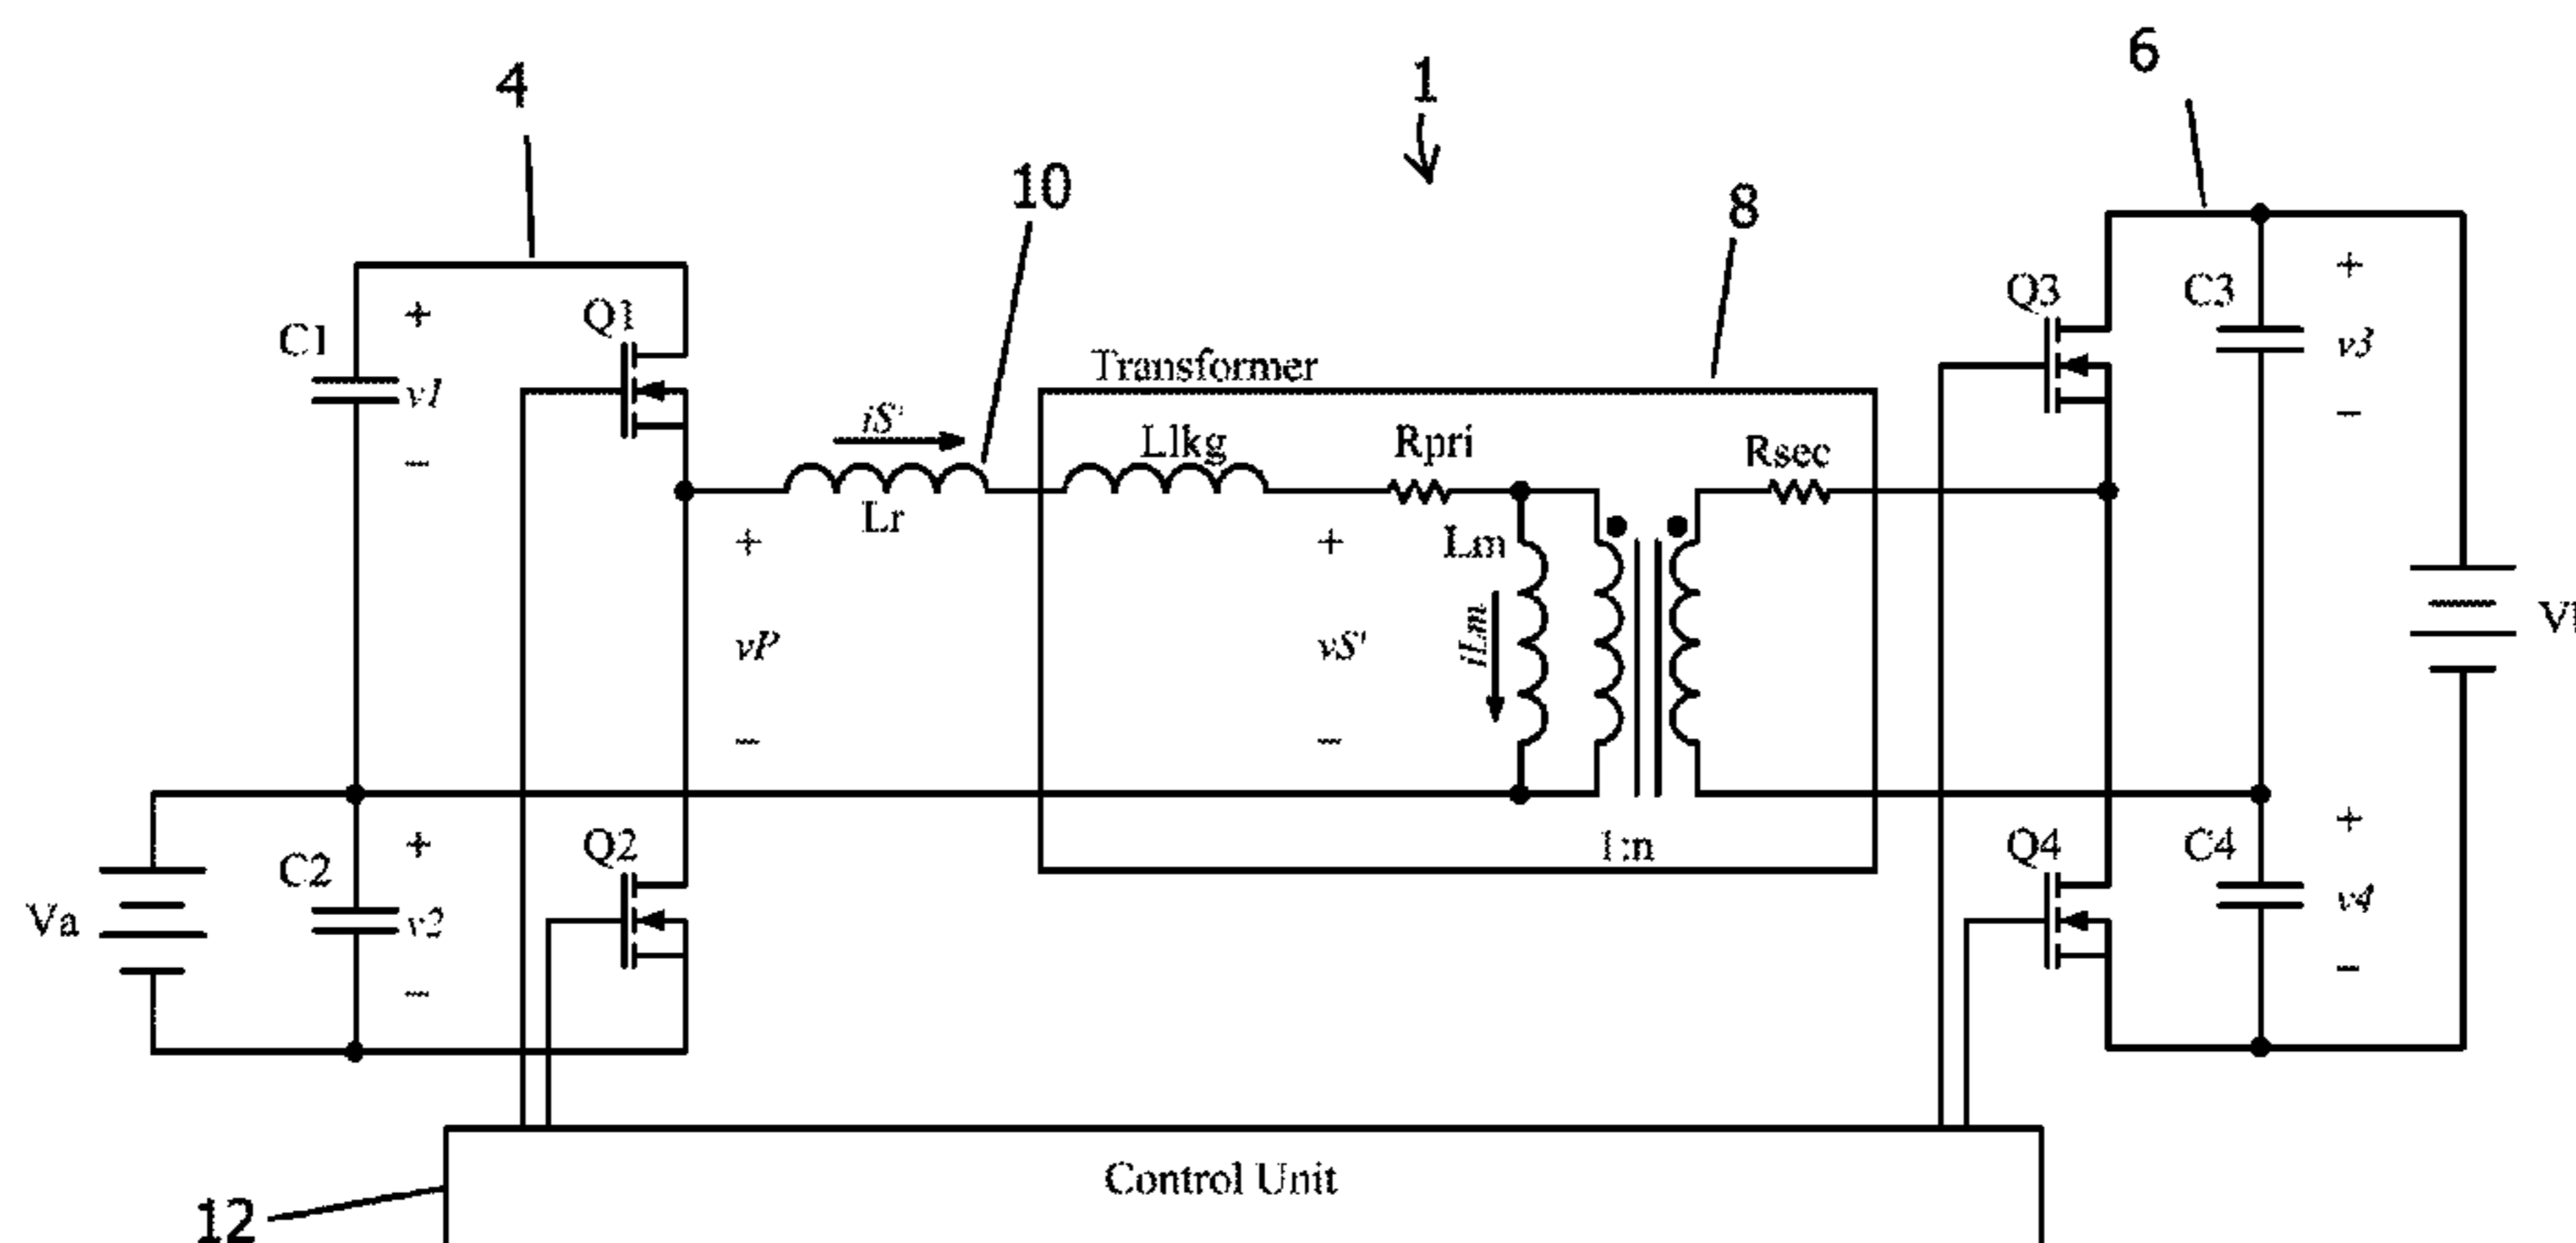 4
1
6
10
8
Q1
C1
+
v1
−
Transformer
iS'
Lr
Llkg
Rpri
Rsec
Q3
C3
+
v3
−
+
vP
−
+
vS'
−
Lm
iLm
1:n
Va
C2
+
v2
−
Q2
Q4
C4
+
v4
−
Control Unit
12